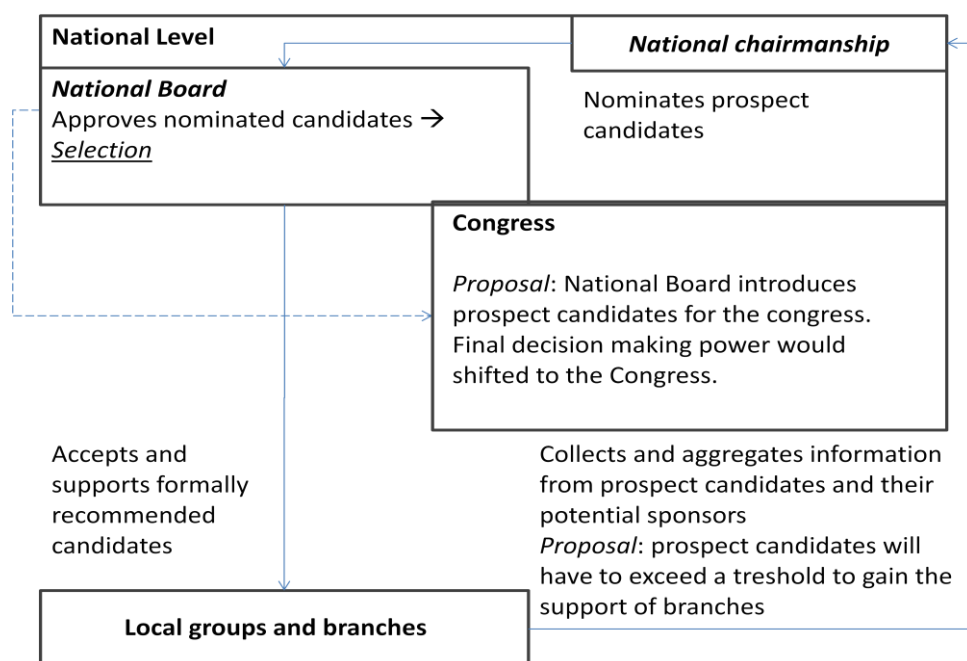 National Level
National chairmanship
National Board
Approves nominated candidates →
Selection
Nominates prospect
candidates
Congress
Proposal: National Board introduces
prospect candidates for the congress.
Final decision making power would
shifted to the Congress.
Accepts and
supports formally
recommended
candidates
Collects and aggregates information
from prospect candidates and their
potential sponsors
Proposal: prospect candidates will
have to exceed a treshold to gain the
support of branches
Local groups and branches